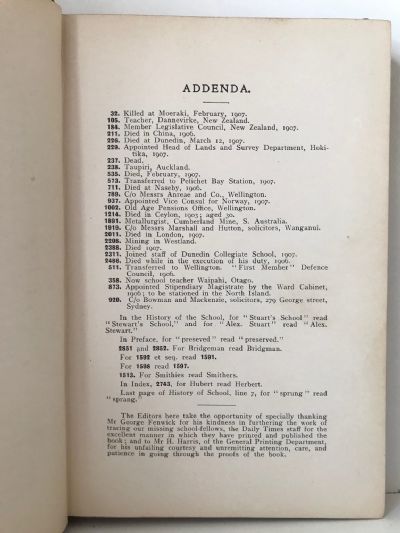 ADDENDA.
32. Killed at Moeraki, February, 1907.
105. Teacher, Dannevirke, New Zealand.
184. Member Legislative Council, New Zealand, 1907.
211. Died in China, 1906.
226. Died at Dunedin, March 12, 1907.
229. Appointed Head of Lands and Survey Department, Hoki-
tika, 1907.
237. Dead.
238. Taupiri, Auckland.
535. Died, February, 1907.
573. Transferred to Pelichet Bay Station, 1907.
711. Died at Naseby, 1906.
789. C/o Messrs Anreae and Co., Wellington.
937. Appointed Vice Consul for Norway, 1907.
1002. Old Age Pensions Office, Wellington.
1214. Died in Ceylon, 1903; aged 30.
1891. Metallurgist, Cumberland Mine, S. Australia.
1919. C/o Messrs Marshall and Hutton, solicitors, Wanganui.
2011. Died in London, 1907.
2206. Mining in Westland.
2388. Died 1907.
2311. Joined staff of Dunedin Collegiate School, 1907.
2486. Died while in the execution of his duty, 1906.
511. Transferred to Wellington. "First Member" Defence
Council, 1906.
358. Now school teacher Waipahi, Otago.
873. Appointed Stipendiary Magistrate by the Ward Cabinet,
1906; to be stationed in the North Island.
920. C/o Bowman and Mackenzie, solicitors, 279 George street,
Sydney.
In the History of the School, for "Stuart's School" read
"Stewart's School," and for "Alex. Stuart" read "Alex.
Stewart."
In Preface, for "preseved" read "preserved."
2851 and 2852. For Bridgeman read Bridgman.
For 1592 et seq. read 1591.
For 1598 read 1597.
1513. For Smithies read Smithers.
In Index, 2743, for Hubert read Herbert.
Last page of History of School, line 7, for "sprung" read
"sprang."
The Editors here take the opportunity of specially thanking
Mr George Fenwick for his kindness in furthering the work of
tracing our missing school-fellows, the Daily Times staff for the
excellent manner in which they have printed and published the
book; and to Mr H. Harris, of the General Printing Department,
for his unfailing courtesy and unremitting attention, care, and
patience in going through the proofs of the book.